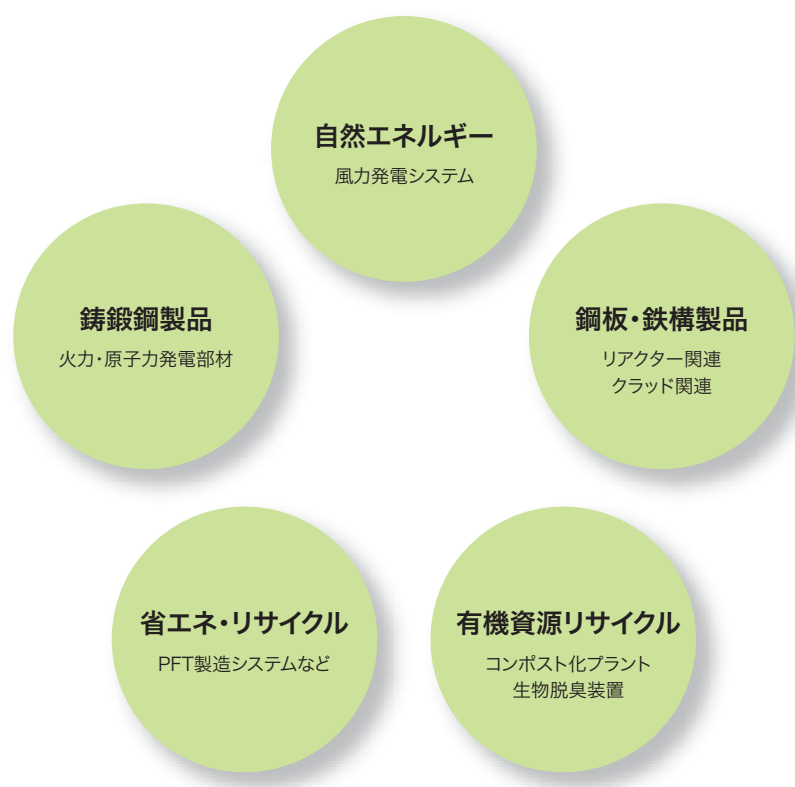 自然エネルギー
風力発電システム
鋳鍛鋼製品
火力・原子力発電部材
鋼板・鉄構製品
リアクター関連
クラッド関連
省エネ・リサイクル
PFT製造システムなど
有機資源リサイクル
コンポスト化プラント
生物脱臭装置